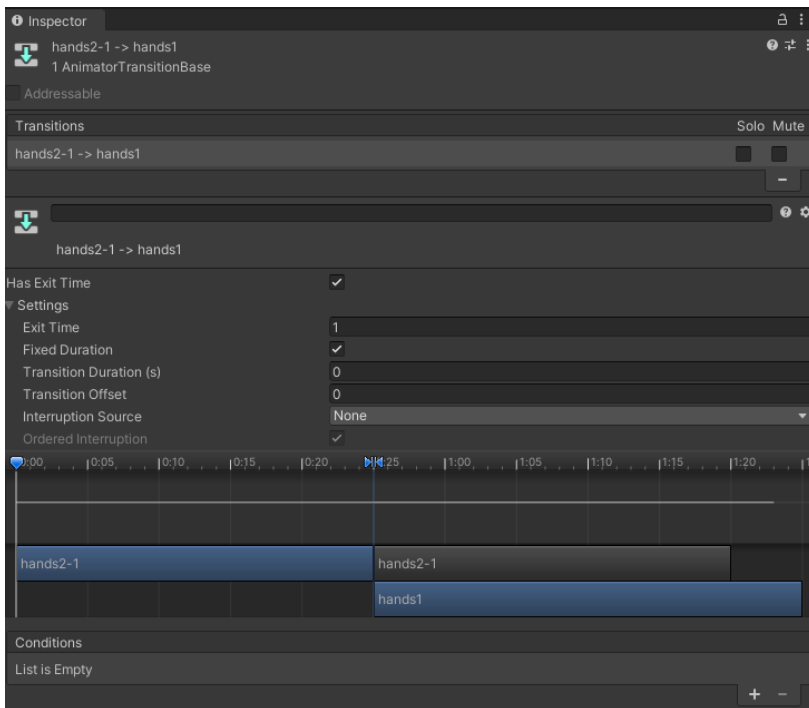 Inspector
hands2-1 -> hands1
1 AnimatorTransitionBase
Addressable
Transitions Solo Mute
hands2-1 -> hands1
hands2-1 -> hands1
Has Exit Time
Settings
Exit Time 1
Fixed Duration
Transition Duration (s) 0
Transition Offset 0
Interruption Source None
Ordered Interruption
0:05 0:10 0:15 0:20 1:00 1:05 1:10 1:15 1:20
hands2-1 hands2-1
hands1
Conditions
List is Empty